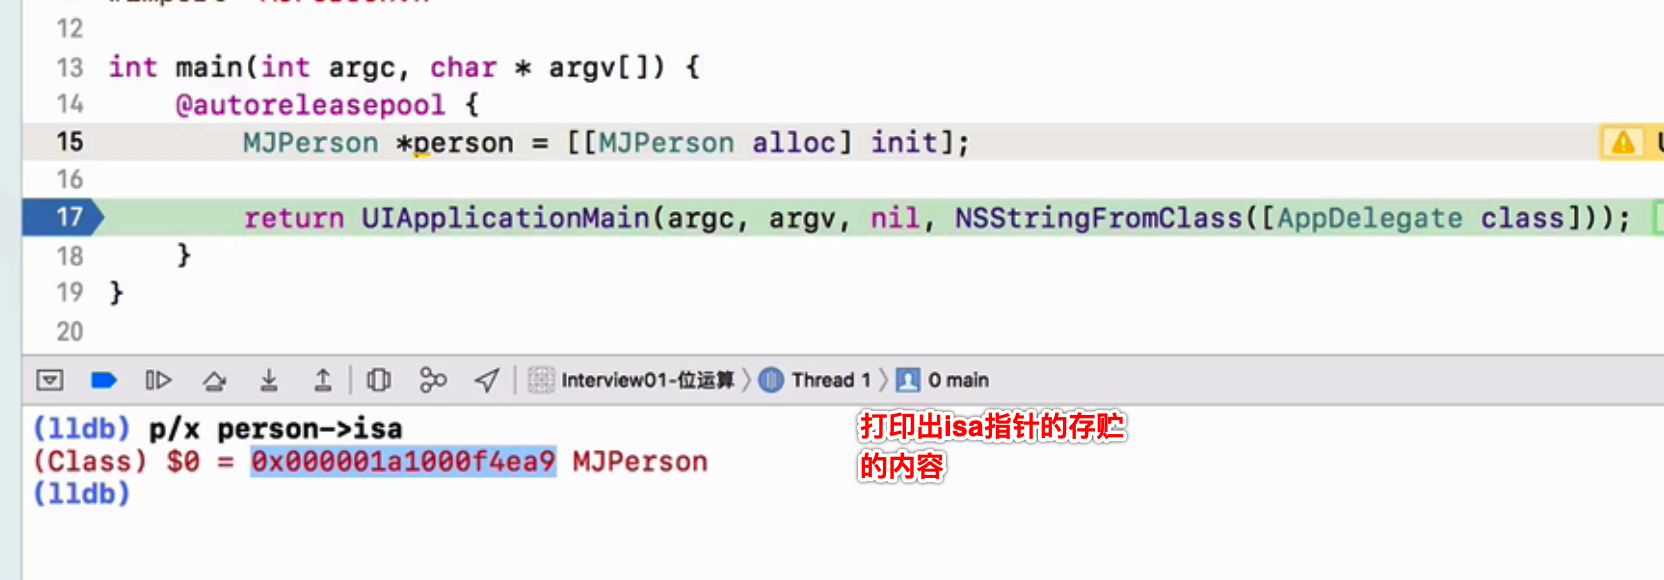 12
13 int main(int argc, char * argv[]) {
14 @autoreleasepool {
15 MJPerson *person = [[MJPerson alloc] init];
16
17 return UIApplicationMain(argc, argv, nil, NSStringFromClass([AppDelegate class]));
18 }
19 }
20
Interview01-位运算 〉 Thread 1 〉 0 main
(lldb) p/x person->isa
打印出isa指针的存贮
(Class) $0 = 0x000001a1000f4ea9 MJPerson
的内容
(lldb)